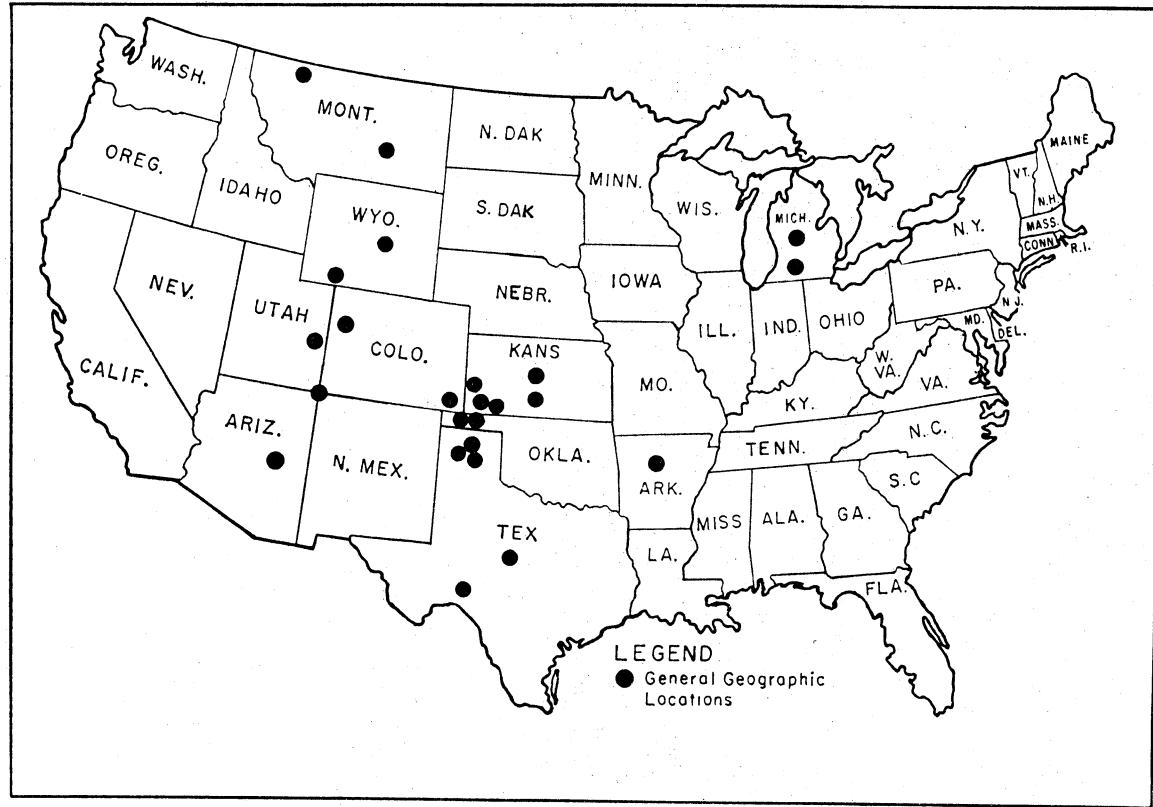 WASH.
MONT.
N. DAK
MINN.
OREG.
IDAHO
WYO.
S. DAK
WIS.
MICH.
MAINE
VT.
N.H.
MASS.
CONN
R.I.
N.Y.
NEV.
UTAH
NEBR.
IOWA
PA.
N J.
CALIF.
COLO.
KANS
ILL.
IND.
OHIO
MD.
DEL.
W.
VA.
VA.
MO.
KY.
ARIZ.
N. MEX.
OKLA.
ARK.
TENN.
N.C.
S.C
TEX
LA.
MISS
ALA.
GA.
FLA.
LEGEND
General Geographic
Locations